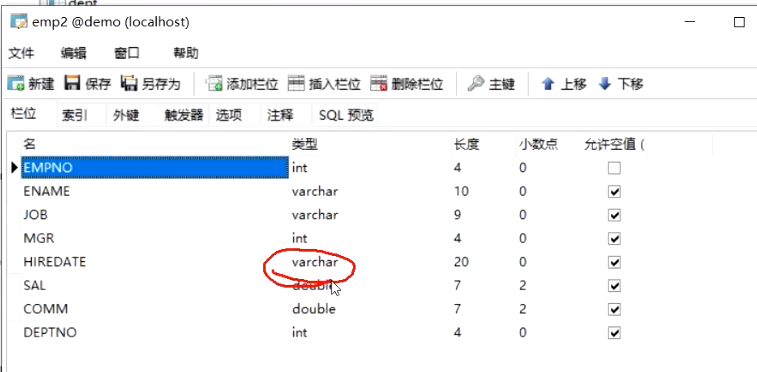 dept
emp2 @demo (localhost)
文件 编辑 窗口 帮助
新建 保存 另存为 添加栏位 插入栏位 删除栏位 主键 上移 下移
栏位 索引 外键 触发器 选项 注释 SQL 预览
名 类型 长度 小数点 允许空值 (
EMPNO int 4 0
ENAME varchar 10 0
JOB varchar 9 0
MGR int 4 0
HIREDATE varchar 20 0
SAL double 7 2
COMM double 7 2
DEPTNO int 4 0